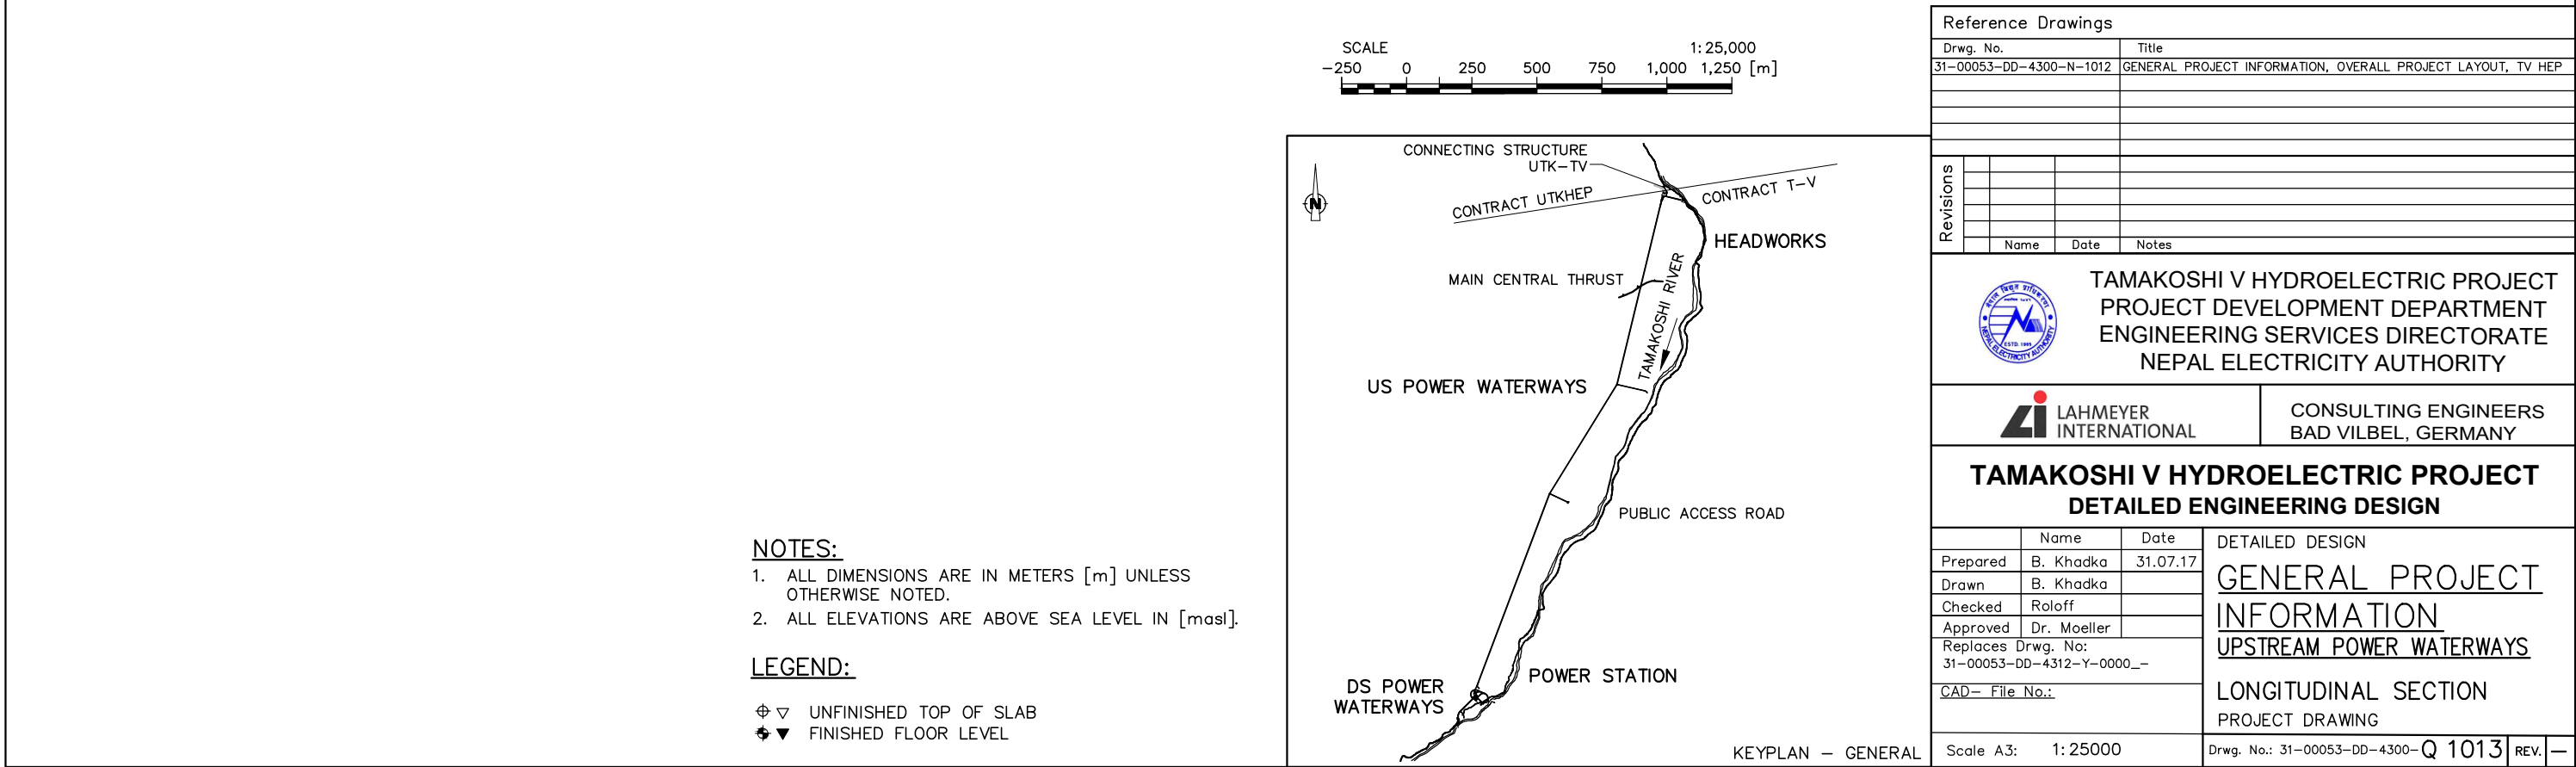 SCALE 1:25,000
-250 0 250 500 750 1,000 1,250 [m]
NOTES:
1. ALL DIMENSIONS ARE IN METERS [m] UNLESS
OTHERWISE NOTED.
2. ALL ELEVATIONS ARE ABOVE SEA LEVEL IN [masl].
LEGEND:
UNFINISHED TOP OF SLAB
FINISHED FLOOR LEVEL
CONNECTING STRUCTURE
UTK-TV
CONTRACT UTKHEP
CONTRACT T-V
N
HEADWORKS
MAIN CENTRAL THRUST
TAMAKOSHI RIVER
US POWER WATERWAYS
PUBLIC ACCESS ROAD
POWER STATION
DS POWER
WATERWAYS
KEYPLAN - GENERAL
Reference Drawings
Drwg. No. Title
31-00053-DD-4300-N-1012 GENERAL PROJECT INFORMATION, OVERALL PROJECT LAYOUT, TV HEP
Revisions
Name Date Notes
नेपाल विद्युत प्राधिकरण
ESTD. 1985
NEPAL ELECTRICITY AUTHORITY
TAMAKOSHI V HYDROELECTRIC PROJECT
PROJECT DEVELOPMENT DEPARTMENT
ENGINEERING SERVICES DIRECTORATE
NEPAL ELECTRICITY AUTHORITY
LAHMEYER
INTERNATIONAL
CONSULTING ENGINEERS
BAD VILBEL, GERMANY
TAMAKOSHI V HYDROELECTRIC PROJECT
DETAILED ENGINEERING DESIGN
Name Date
Prepared B. Khadka 31.07.17
Drawn B. Khadka
Checked Roloff
Approved Dr. Moeller
Replaces Drwg. No:
31-00053-DD-4312-Y-0000_-
CAD- File No.:
Scale A3: 1:25000
DETAILED DESIGN
GENERAL PROJECT
INFORMATION
UPSTREAM POWER WATERWAYS
LONGITUDINAL SECTION
PROJECT DRAWING
Drwg. No.: 31-00053-DD-4300-Q 1013 REV. -